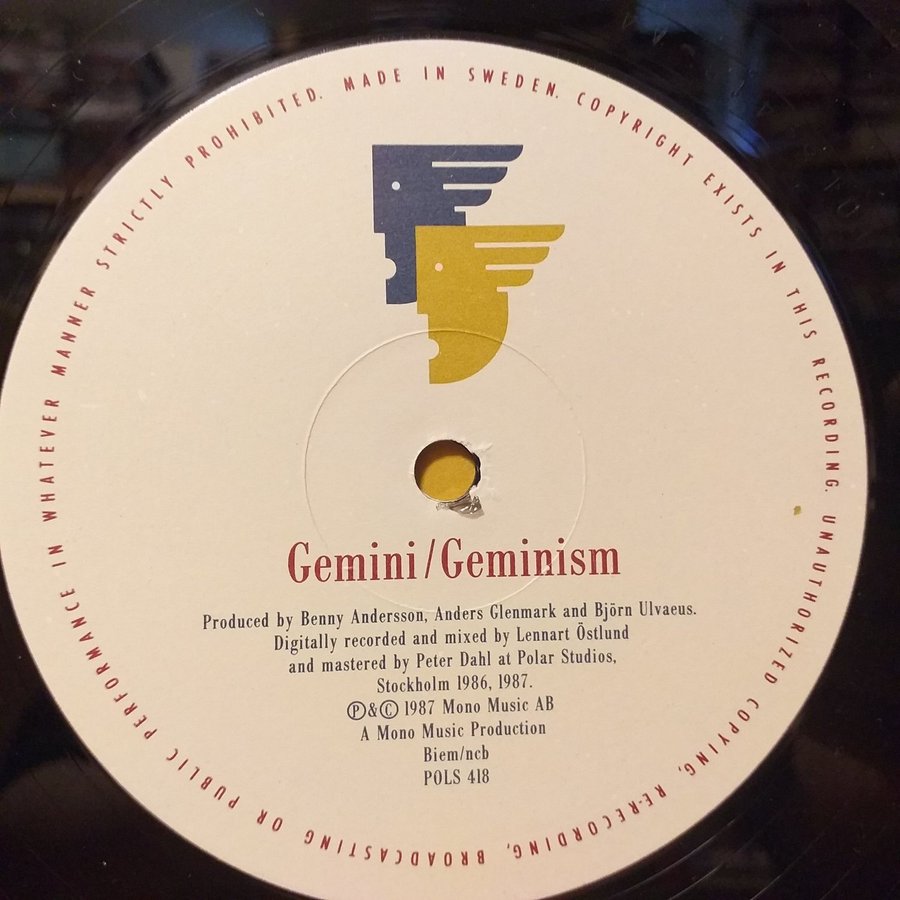 MADE IN SWEDEN. COPYRIGHT EXISTS IN THIS RECORDING. UNAUTHORIZED COPYING, RE-RECORDING, BROADCASTING OR PUBLIC PERFORMANCE IN WHATEVER MANNER STRICTLY PROHIBITED.
Gemini/Geminism
Produced by Benny Andersson, Anders Glenmark and Björn Ulvaeus.
Digitally recorded and mixed by Lennart Östlund
and mastered by Peter Dahl at Polar Studios,
Stockholm 1986, 1987.
Ⓟ&© 1987 Mono Music AB
A Mono Music Production
Biem/ncb
POLS 418